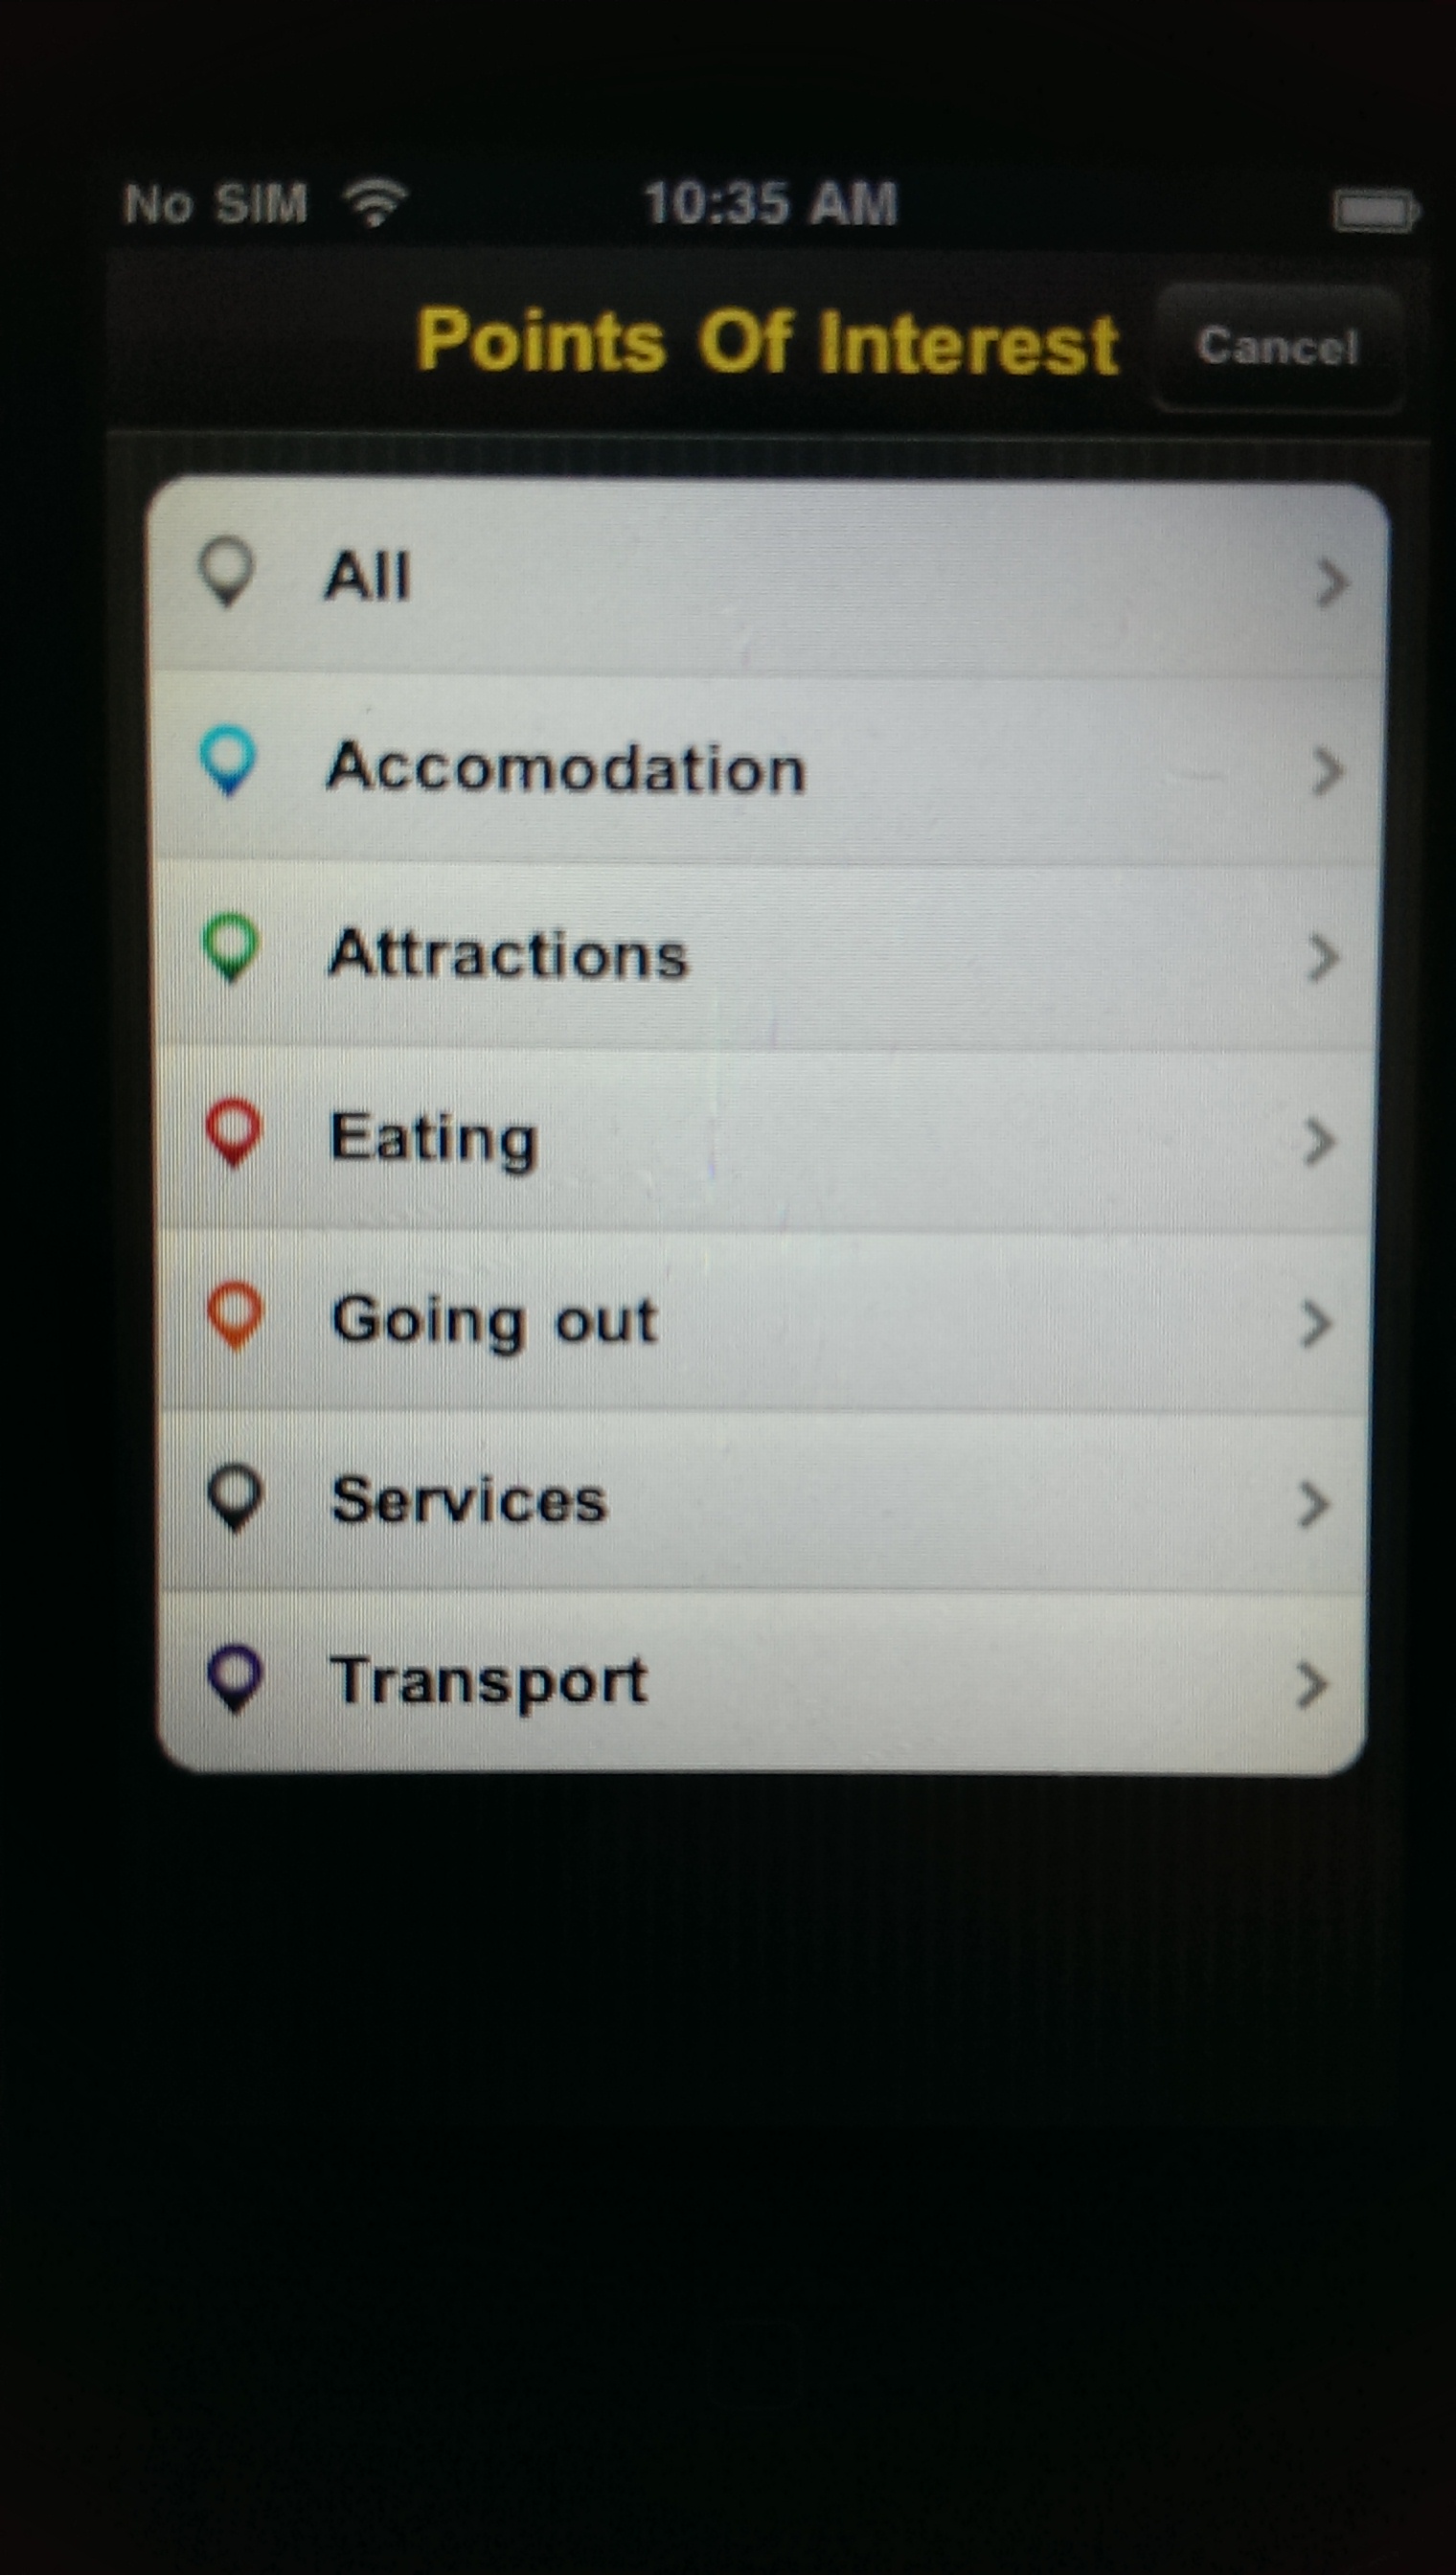 No SIM 10:35 AM
Points Of Interest Cancel
All
Accomodation
Attractions
Eating
Going out
Services
Transport